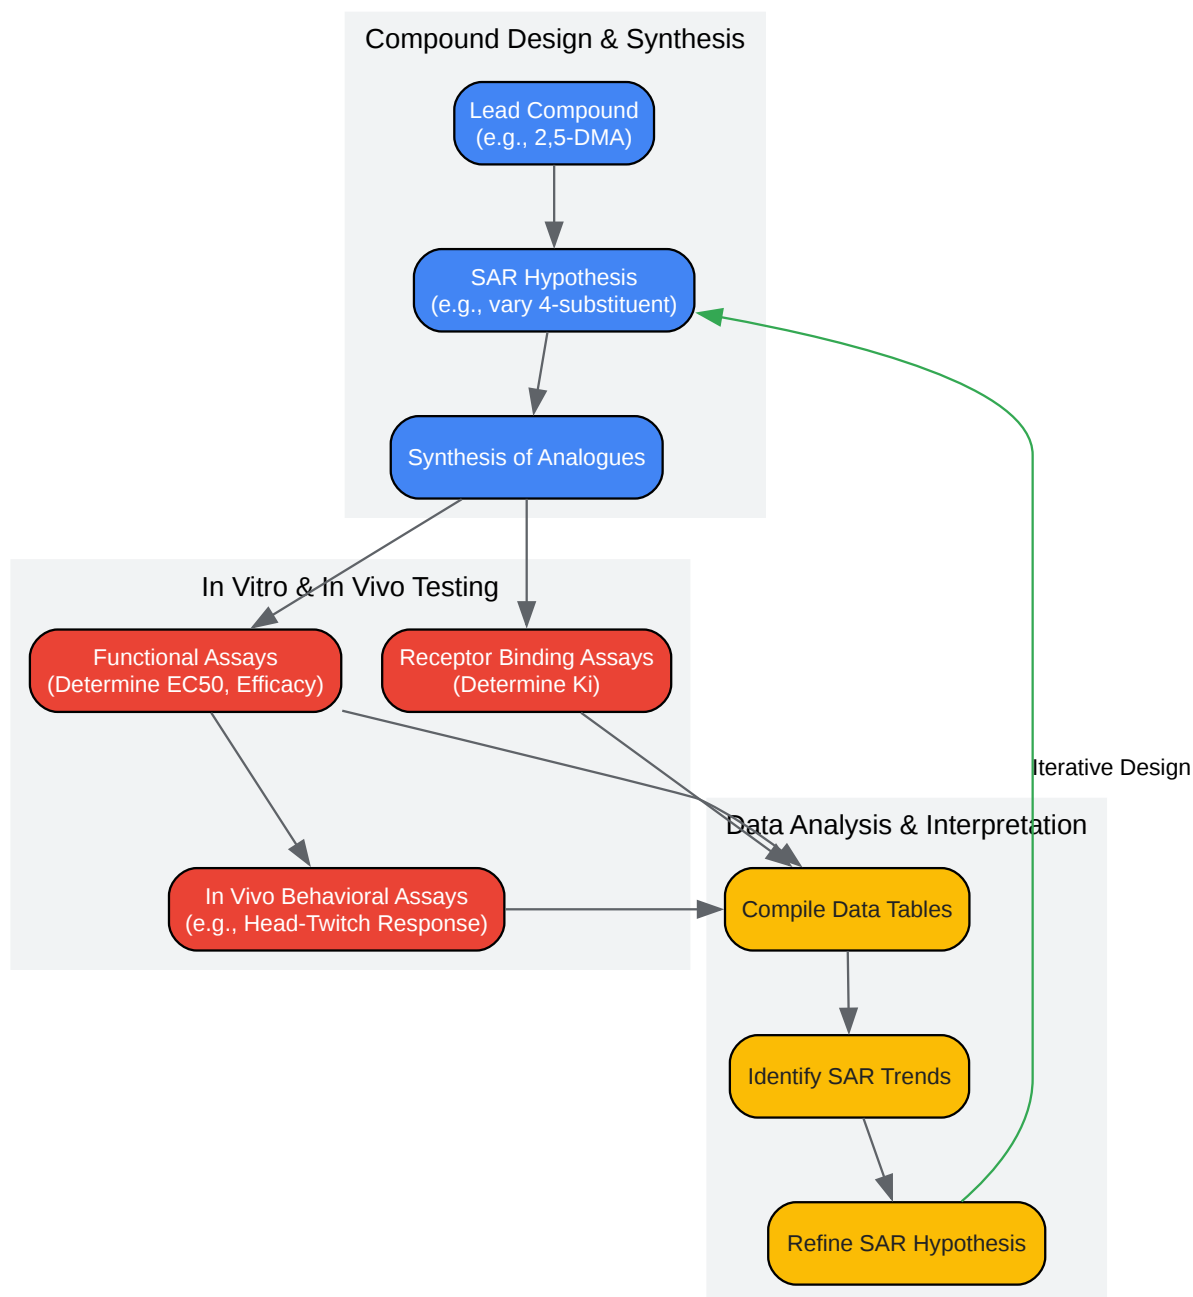 Compound Design & Synthesis
Lead Compound
(e.g., 2,5-DMA)
SAR Hypothesis
(e.g., vary 4-substituent)
Synthesis of Analogues
In Vitro & In Vivo Testing
Functional Assays
(Determine EC50, Efficacy)
Receptor Binding Assays
(Determine Ki)
Iterative Design
Data Analysis & Interpretation
In Vivo Behavioral Assays
(e.g., Head-Twitch Response)
Compile Data Tables
Identify SAR Trends
Refine SAR Hypothesis